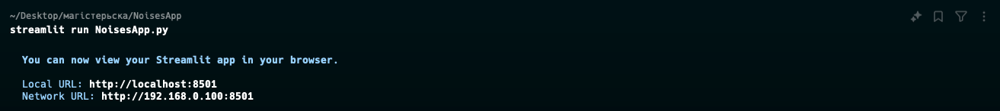 ~/Desktop/магістерьска/NoisesApp
streamlit run NoisesApp.py
You can now view your Streamlit app in your browser.
Local URL: http://localhost:8501
Network URL: http://192.168.0.100:8501